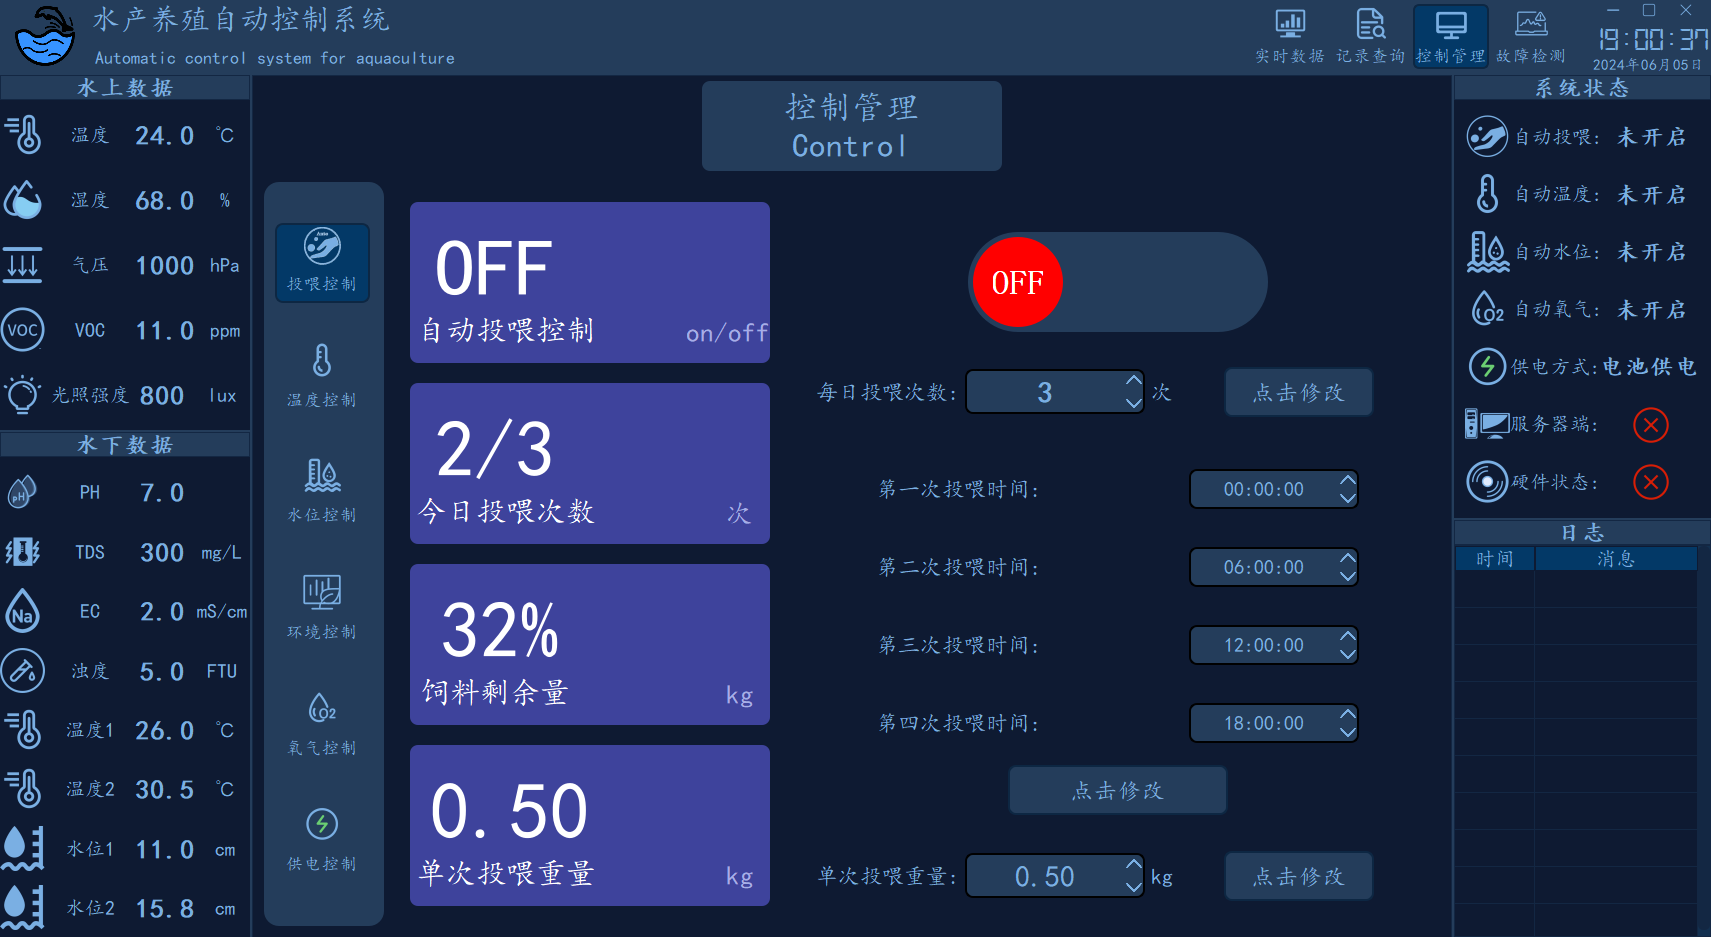 水产养殖自动控制系统
Automatic control system for aquaculture
实时数据 记录查询 控制管理 故障检测
19:00:37
2024年06月05日
水上数据
温度 24.0 ℃
湿度 68.0 %
气压 1000 hPa
VOC VOC 11.0 ppm
光照强度 800 lux
水下数据
pH PH 7.0
TDS 300 mg/L
Na EC 2.0 mS/cm
浊度 5.0 FTU
温度1 26.0 ℃
温度2 30.5 ℃
水位1 11.0 cm
水位2 15.8 cm
控制管理
Control
投喂控制
温度控制
水位控制
环境控制
O2
氧气控制
供电控制
OFF
自动投喂控制 on/off
2/3
今日投喂次数 次
32%
饲料剩余量 kg
0.50
单次投喂重量 kg
OFF
每日投喂次数: 3 次 点击修改
第一次投喂时间: 00:00:00
第二次投喂时间: 06:00:00
第三次投喂时间: 12:00:00
第四次投喂时间: 18:00:00
点击修改
单次投喂重量: 0.50 kg 点击修改
系统状态
自动投喂: 未开启
自动温度: 未开启
自动水位: 未开启
O2 自动氧气: 未开启
供电方式: 电池供电
服务器端:
硬件状态:
日志
时间 消息